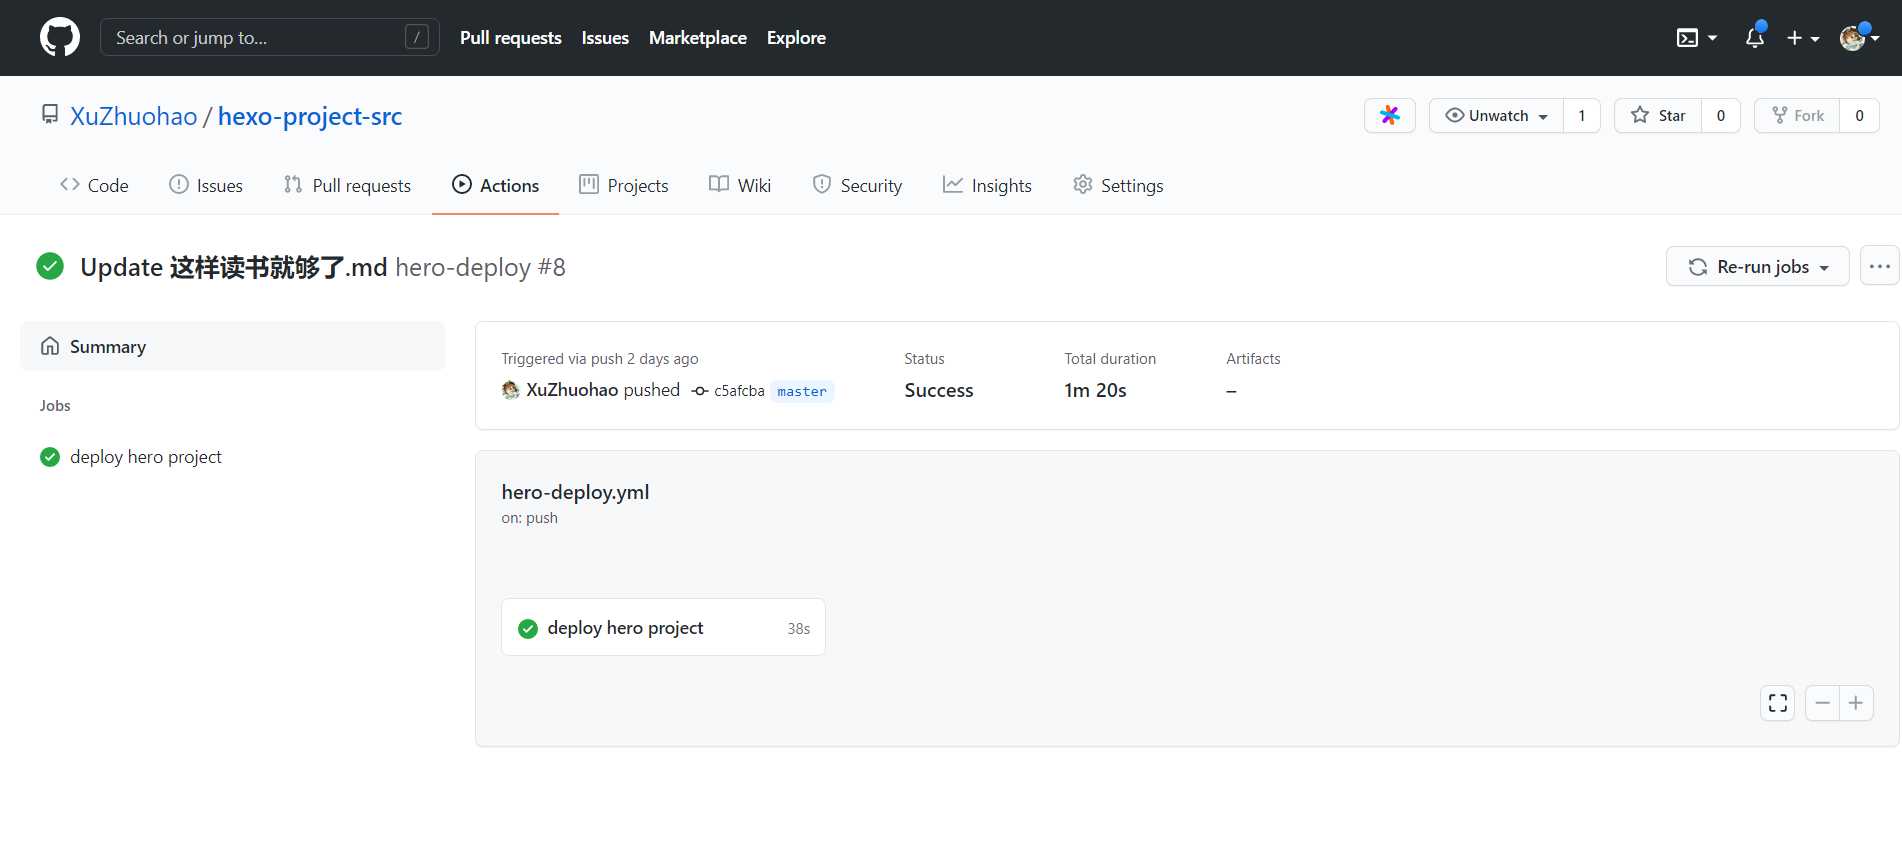 Search or jump to... / Pull requests Issues Marketplace Explore
XuZhuohao / hexo-project-src Unwatch 1 Star 0 Fork 0
Code Issues Pull requests Actions Projects Wiki Security Insights Settings
Update 这样读书就够了.md hero-deploy #8 Re-run jobs ...
Summary
Jobs
deploy hero project
Triggered via push 2 days ago Status Total duration Artifacts
XuZhuohao pushed c5afcba master Success 1m 20s –
hero-deploy.yml
on: push
deploy hero project 38s